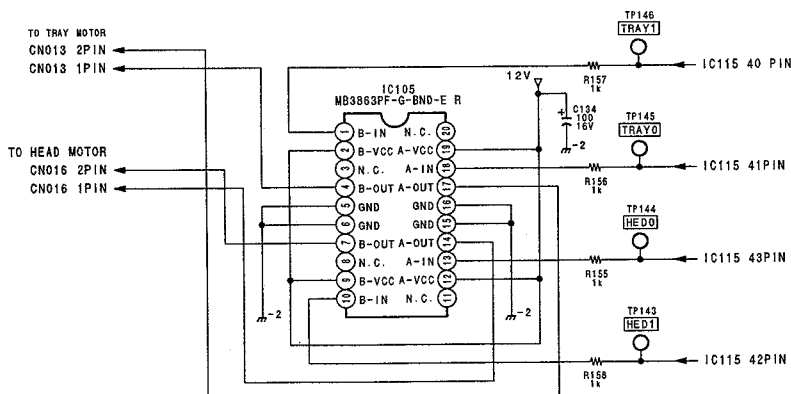 TO TRAY MOTOR
CN013 2PIN
CN013 1PIN
TO HEAD MOTOR
CN016 2PIN
CN016 1PIN
IC105
MB3863PF-G-BND-E R
1 B-IN N.C. 20
2 B-VCC A-VCC 19
3 N.C. A-IN 18
4 B-OUT A-OUT 17
5 GND GND 16
6 GND GND 15
7 B-OUT A-OUT 14
8 N.C. A-IN 13
9 B-VCC A-VCC 12
10 B-IN N.C. 11
-2
-2
12V
+
C134
100
16V
-2
TP146
TRAY1
R157
1k
IC115 40 PIN
TP145
TRAY0
R156
1k
IC115 41PIN
TP144
HED0
R155
1k
IC115 43PIN
TP143
HED1
R158
1k
IC115 42PIN